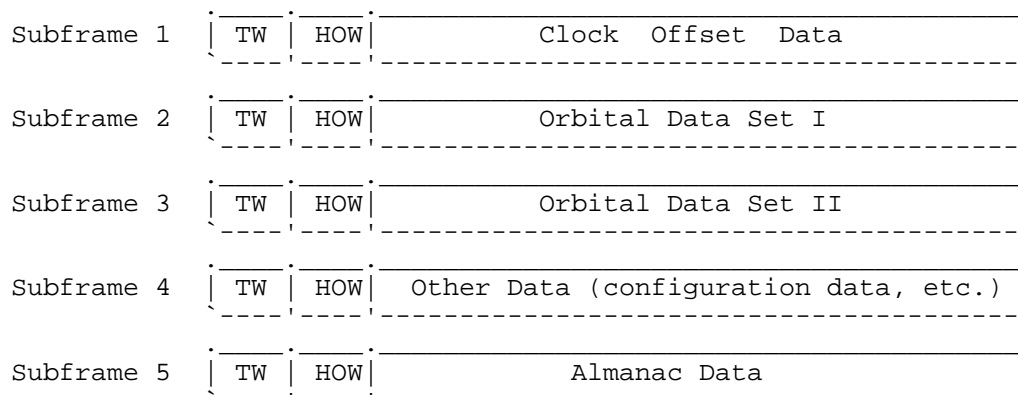 Subframe 1 | TW | HOW| Clock Offset Data
Subframe 2 | TW | HOW| Orbital Data Set I
Subframe 3 | TW | HOW| Orbital Data Set II
Subframe 4 | TW | HOW| Other Data (configuration data, etc.)
Subframe 5 | TW | HOW| Almanac Data